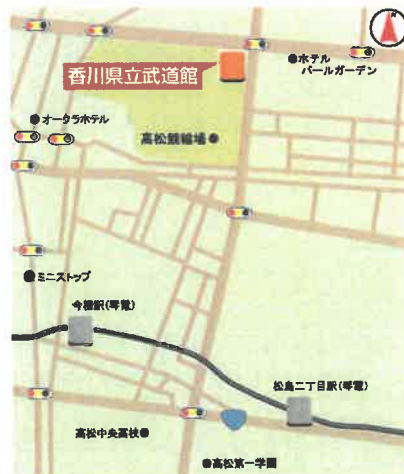 ホテル
パールガーデン
香川県立武道館
オークラホテル
高松競輪場
ミニストップ
今橋駅(琴電)
松島二丁目駅(琴電)
高松中央高校
高松第一学園